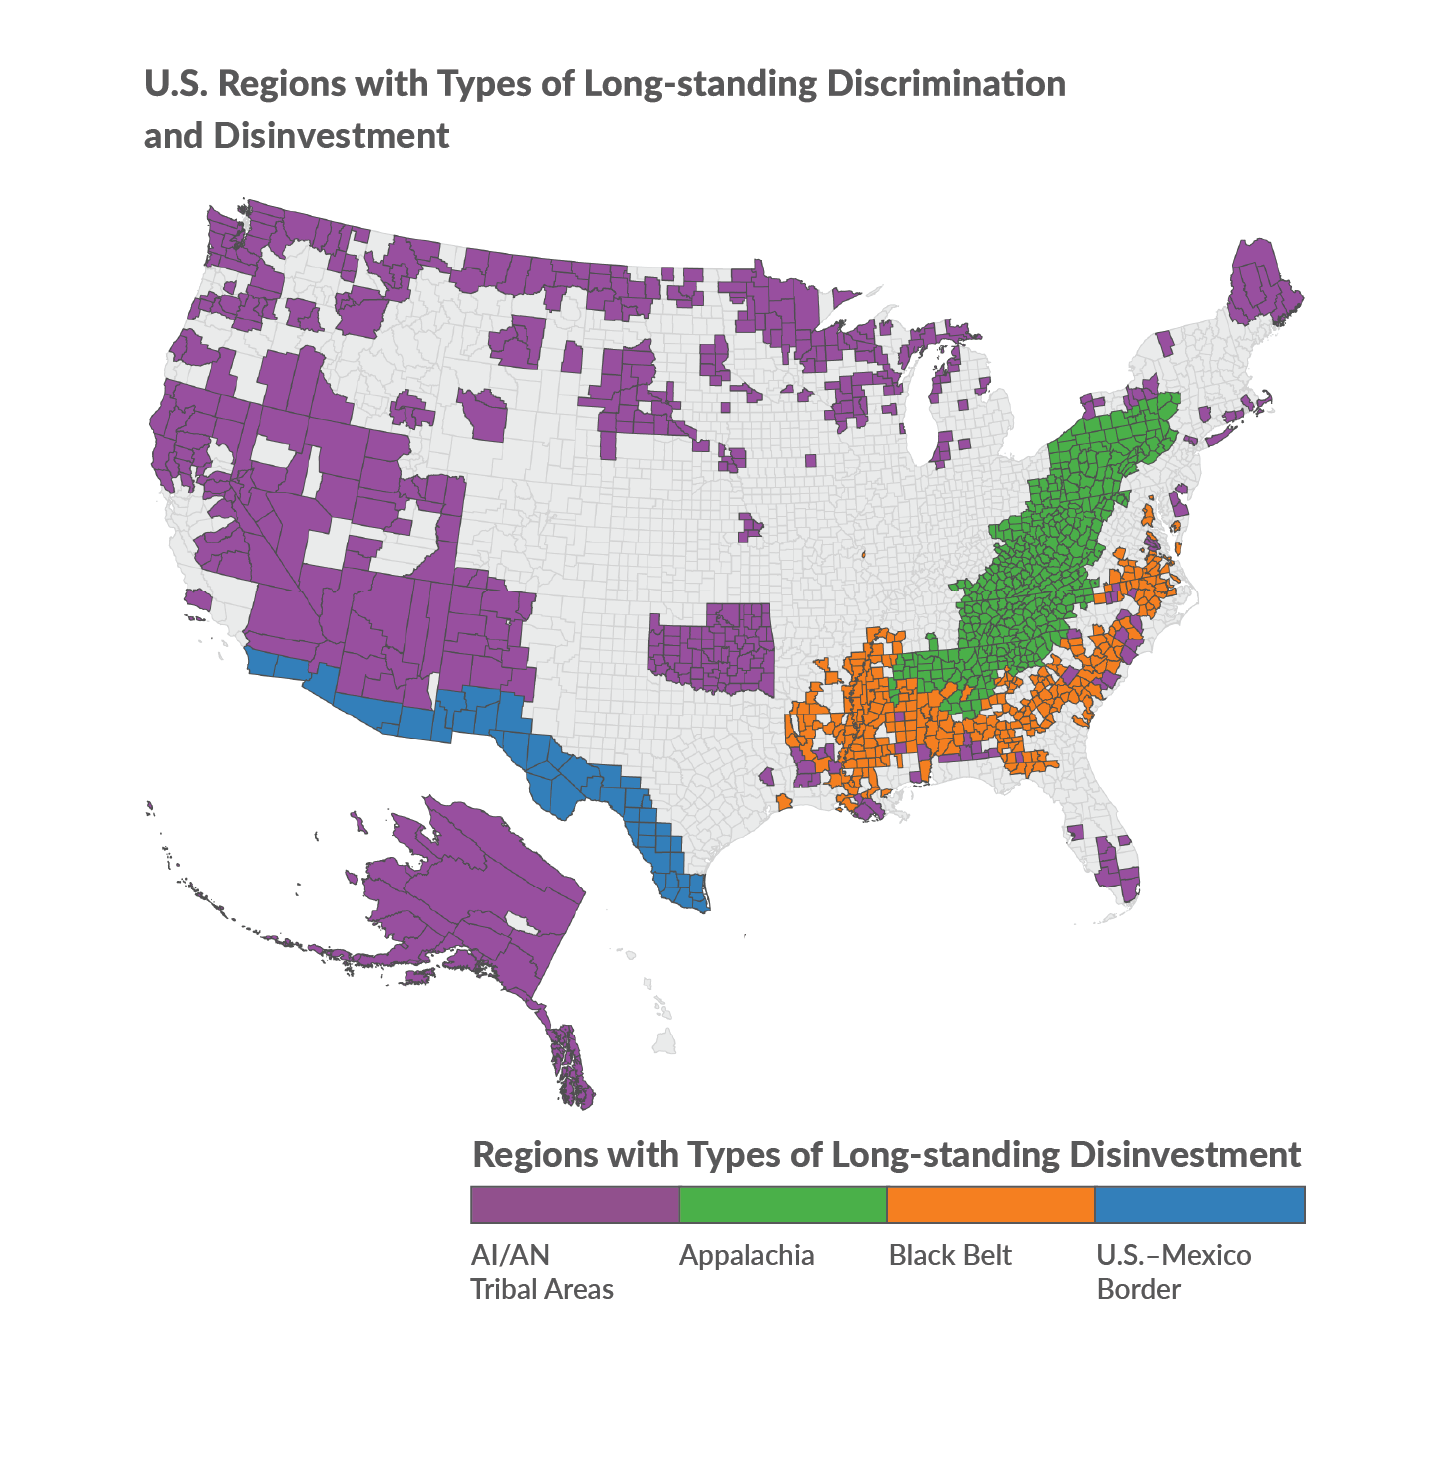 U.S. Regions with Types of Long-standing Discrimination
and Disinvestment
Regions with Types of Long-standing Disinvestment
AI/AN
Tribal Areas
Appalachia
Black Belt
U.S.–Mexico
Border